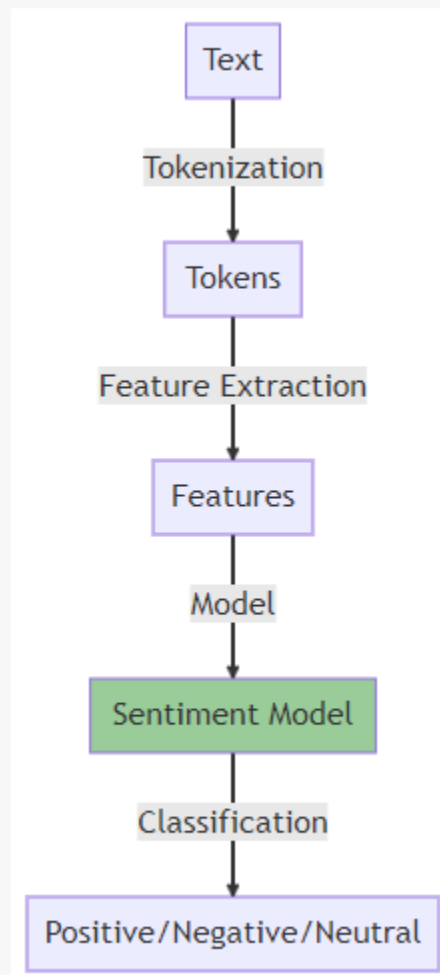 Text
Tokenization
Tokens
Feature Extraction
Features
Model
Sentiment Model
Classification
Positive/Negative/Neutral